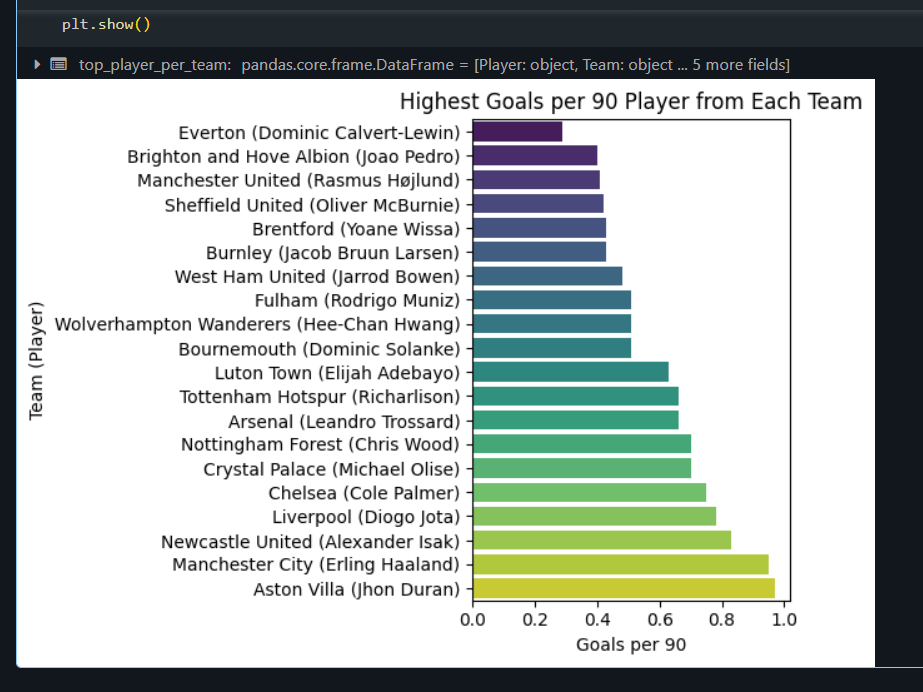 plt.show()
top_player_per_team: pandas.core.frame.DataFrame = [Player: object, Team: object ... 5 more fields]
Highest Goals per 90 Player from Each Team
Everton (Dominic Calvert-Lewin)
Brighton and Hove Albion (Joao Pedro)
Manchester United (Rasmus Højlund)
Sheffield United (Oliver McBurnie)
Brentford (Yoane Wissa)
Burnley (Jacob Bruun Larsen)
West Ham United (Jarrod Bowen)
Fulham (Rodrigo Muniz)
Wolverhampton Wanderers (Hee-Chan Hwang)
Bournemouth (Dominic Solanke)
Luton Town (Elijah Adebayo)
Tottenham Hotspur (Richarlison)
Arsenal (Leandro Trossard)
Nottingham Forest (Chris Wood)
Crystal Palace (Michael Olise)
Chelsea (Cole Palmer)
Liverpool (Diogo Jota)
Newcastle United (Alexander Isak)
Manchester City (Erling Haaland)
Aston Villa (Jhon Duran)
Team (Player)
0.0 0.2 0.4 0.6 0.8 1.0
Goals per 90